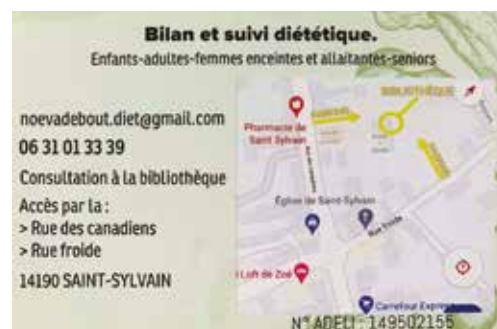 Bilan et suivi diététique.
Enfants-adultes-femmes enceintes et allaitantes-seniors
noevadebout.diet@gmail.com
06 31 01 33 39
Consultation à la bibliothèque
Accès par la :
> Rue des canadiens
> Rue froide
14190 SAINT-SYLVAIN
BIBLIOTHÈQUE
Pharmacie de
Saint Sylvain
Église de Saint-Sylvain
Rue froide
Loft de Zoé
Carrefour Express
N° ADELI : 149502155